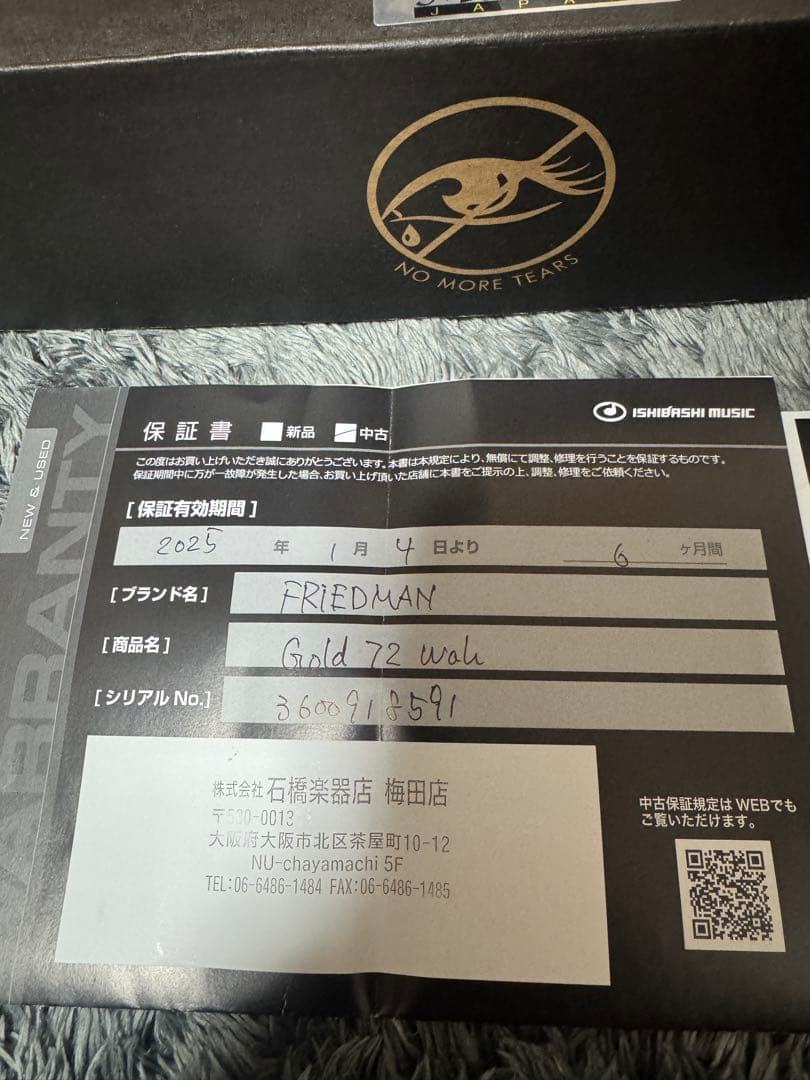 JAPA
NO MORE TEARS
NEW & USED
WARRANTY
保証書 新品 中古
ISHIBASHI MUSIC
この度はお買い上げいただき誠にありがとうございます。本書は本規定により、無償にて調整、修理を行うことを保証するものです。
保証期間中に万が一故障が発生した場合、お買い上げ頂いた店舗に本書をご提示の上、調整、修理をご依頼ください。
[ 保証有効期間 ]
2025 年 1 月 4 日より 6 ヶ月間
[ ブランド名 ] FRIEDMAN
[ 商品名 ] Gold 72 wah
[ シリアル No. ] 3600918591
株式会社 石橋楽器店 梅田店
〒530-0013
大阪府大阪市北区茶屋町10-12
NU-chayamachi 5F
TEL:06-6486-1484 FAX:06-6486-1485
中古保証規定は WEBでも
ご覧いただけます。